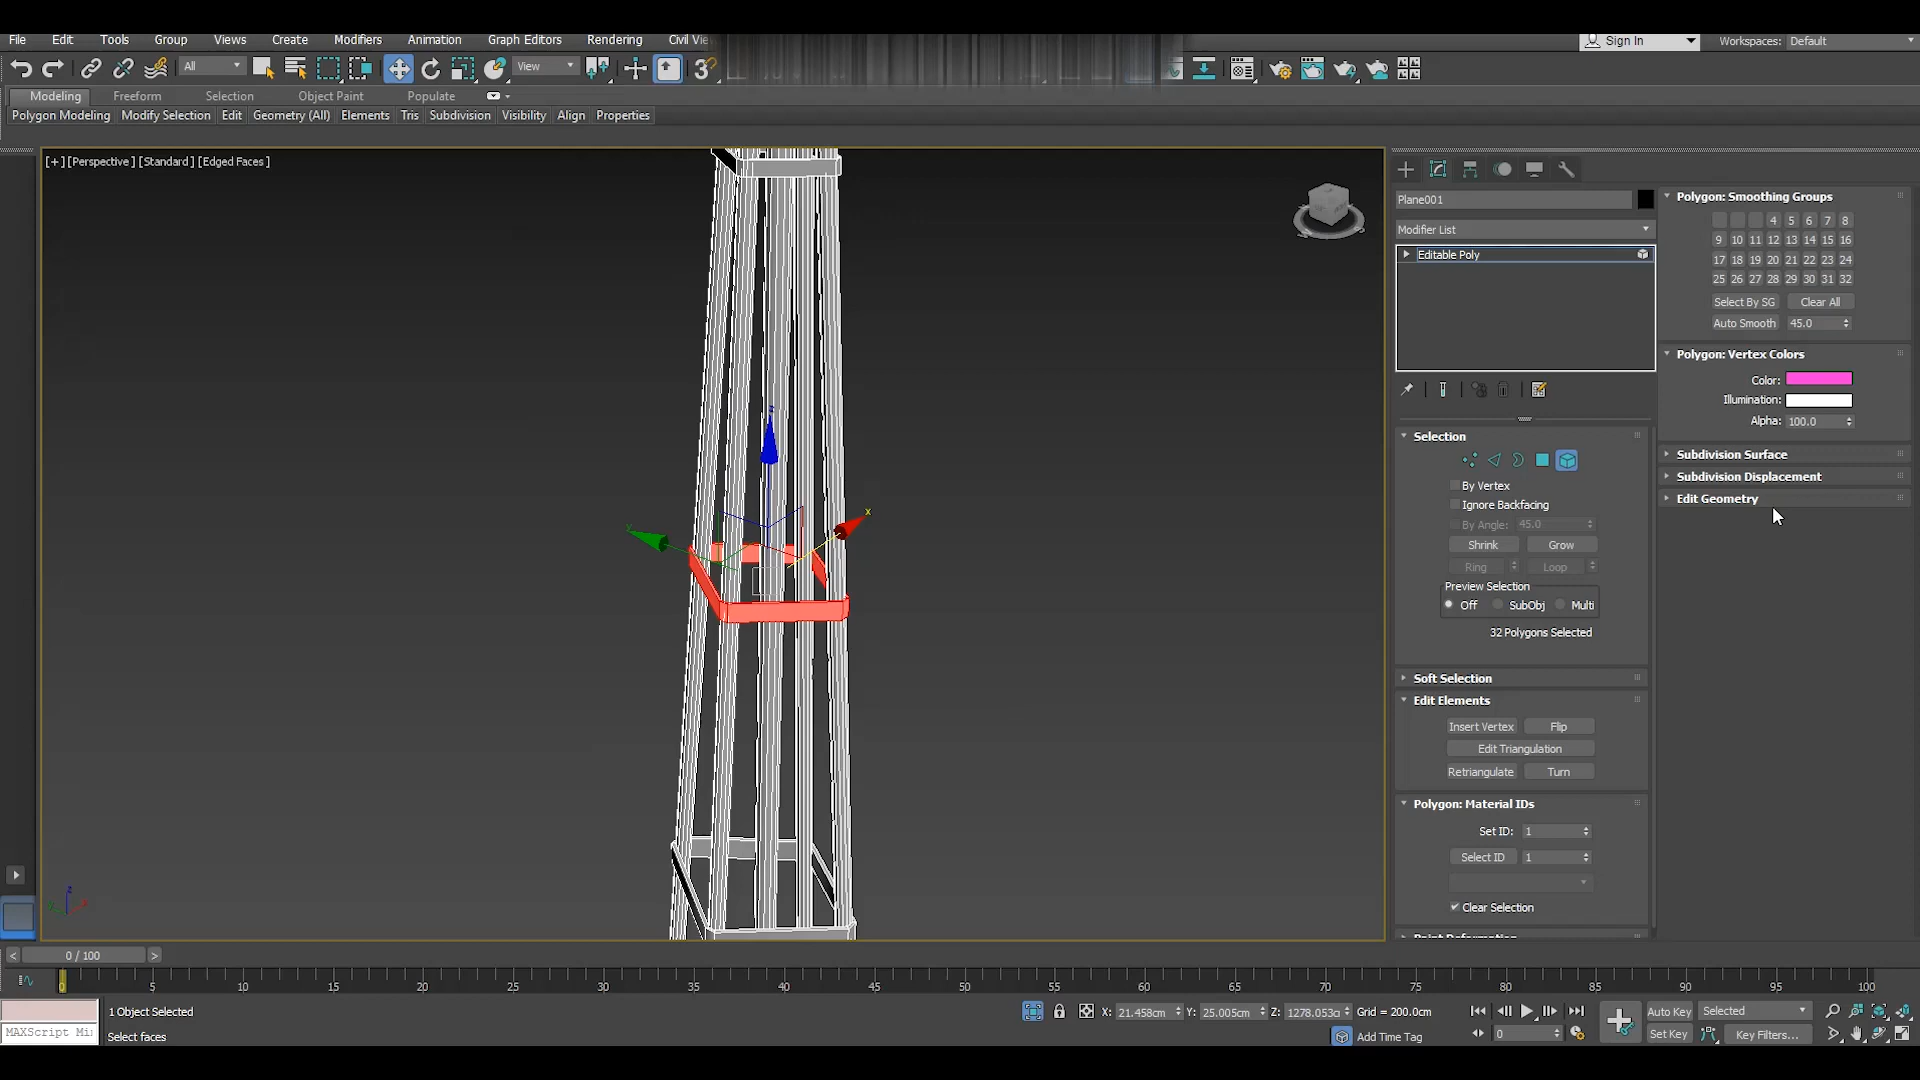 File Edit Tools Group Views Create Modifiers Animation Graph Editors Rendering Civil Vi
Sign In Workspaces: Default
All View 3
Modeling Freeform Selection Object Paint Populate
Polygon Modeling Modify Selection Edit Geometry (All) Elements Tris Subdivision Visibility Align Properties
[+] [Perspective] [Standard] [Edged Faces]
Plane001
Modifier List
Editable Poly
Selection
By Vertex
Ignore Backfacing
By Angle: 45.0
Shrink Grow
Ring Loop
Preview Selection
Off SubObj Multi
32 Polygons Selected
Soft Selection
Edit Elements
Insert Vertex Flip
Edit Triangulation
Retriangulate Turn
Polygon: Material IDs
Set ID: 1
Select ID 1
Clear Selection
Polygon: Smoothing Groups
4 5 6 7 8
9 10 11 12 13 14 15 16
17 18 19 20 21 22 23 24
25 26 27 28 29 30 31 32
Select By SG Clear All
Auto Smooth 45.0
Polygon: Vertex Colors
Color:
Illumination:
Alpha: 100.0
Subdivision Surface
Subdivision Displacement
Edit Geometry
x
z
< 0 / 100 >
0 5 10 15 20 25 30 35 40 45 50 55 60 65 70 75 80 85 90 95 100
1 Object Selected X: 21.458cm Y: 25.005cm Z: 1278.053c Grid = 200.0cm Auto Key Selected
MAXScript Mi
Select faces Add Time Tag 0 Set Key Key Filters...